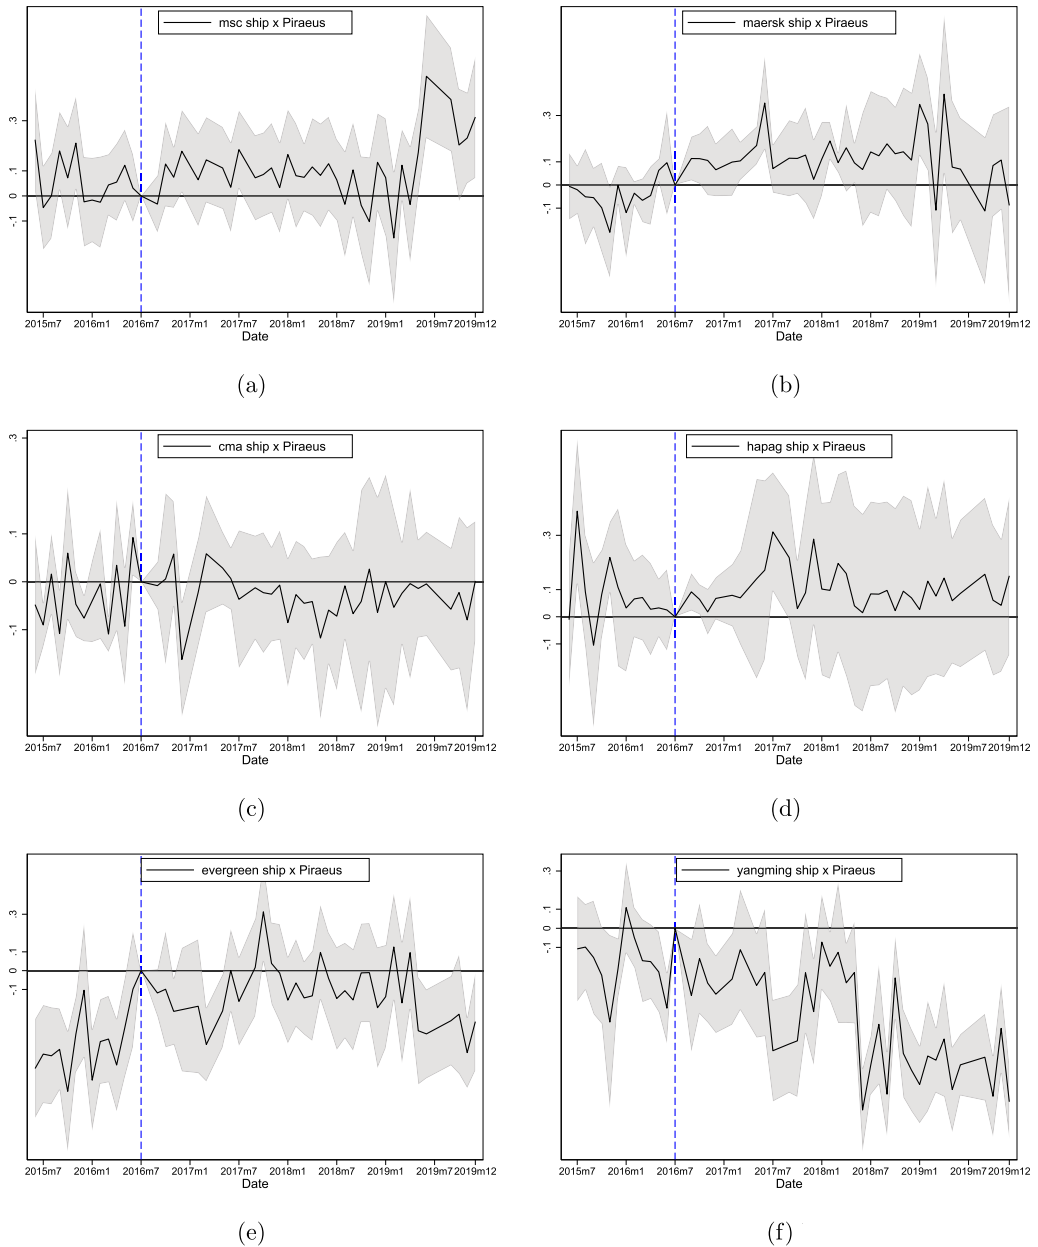 msc ship x Piraeus
.3
.1
0
-.1
2015m7 2016m1 2016m7 2017m1 2017m7 2018m1 2018m7 2019m1 2019m7 2019m12
Date
(a)
maersk ship x Piraeus
.3
.1
0
-.1
2015m7 2016m1 2016m7 2017m1 2017m7 2018m1 2018m7 2019m1 2019m7 2019m12
Date
(b)
cma ship x Piraeus
.3
.1
0
-.1
2015m7 2016m1 2016m7 2017m1 2017m7 2018m1 2018m7 2019m1 2019m7 2019m12
Date
(c)
hapag ship x Piraeus
.3
.1
0
-.1
2015m7 2016m1 2016m7 2017m1 2017m7 2018m1 2018m7 2019m1 2019m7 2019m12
Date
(d)
evergreen ship x Piraeus
.3
.1
0
-.1
2015m7 2016m1 2016m7 2017m1 2017m7 2018m1 2018m7 2019m1 2019m7 2019m12
Date
(e)
yangming ship x Piraeus
.3
.1
0
-.1
2015m7 2016m1 2016m7 2017m1 2017m7 2018m1 2018m7 2019m1 2019m7 2019m12
Date
(f)